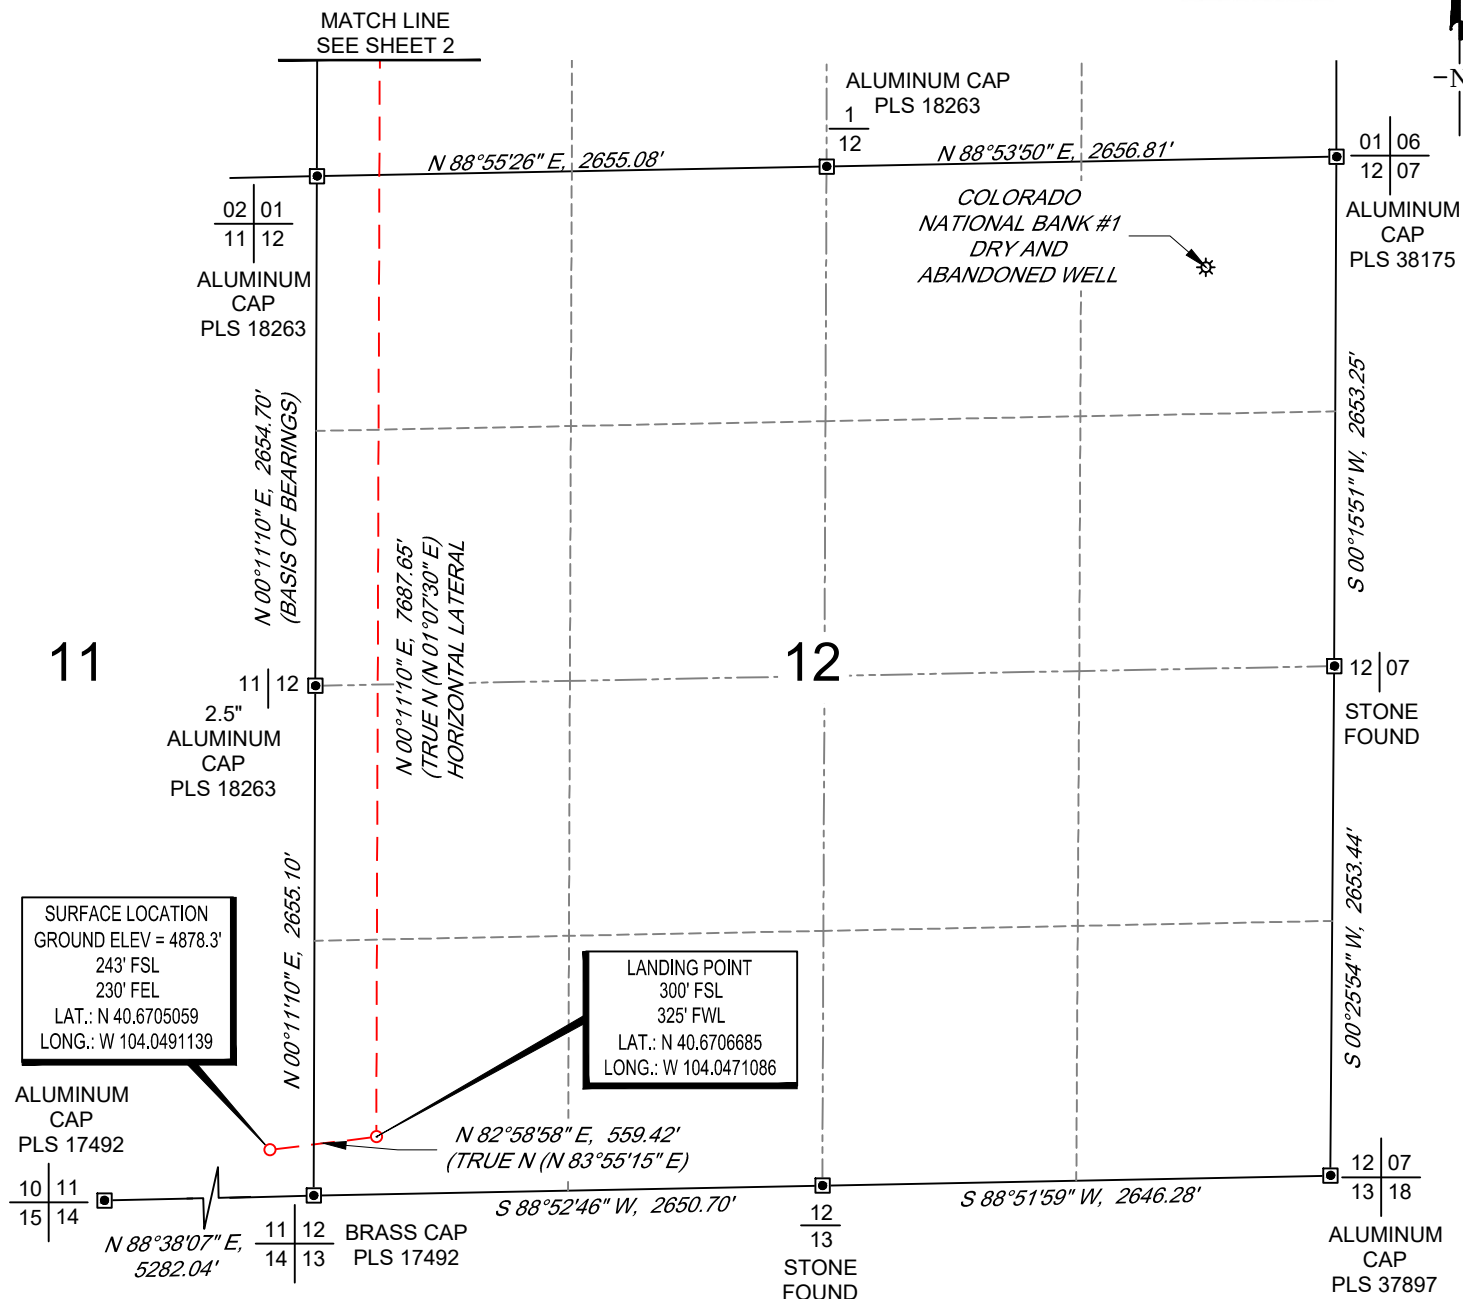 MATCH LINE
SEE SHEET 2
ALUMINUM CAP
PLS 18263
1
12
N
N 88°55'26" E, 2655.08'
N 88°53'50" E, 2656.81'
01 06
12 07
ALUMINUM
CAP
PLS 38175
02 01
11 12
ALUMINUM
CAP
PLS 18263
COLORADO
NATIONAL BANK #1
DRY AND
ABANDONED WELL
N 00°11'10" E, 2654.70'
(BASIS OF BEARINGS)
S 00°15'51" W, 2653.25'
N 00°11'10" E, 7687.65'
(TRUE N (N 01°07'30" E)
HORIZONTAL LATERAL
11
12
11 12
2.5"
ALUMINUM
CAP
PLS 18263
12 07
STONE
FOUND
N 00°11'10" E, 2655.10'
S 00°25'54" W, 2653.44'
SURFACE LOCATION
GROUND ELEV = 4878.3'
243' FSL
230' FEL
LAT.: N 40.6705059
LONG.: W 104.0491139
LANDING POINT
300' FSL
325' FWL
LAT.: N 40.6706685
LONG.: W 104.0471086
ALUMINUM
CAP
PLS 17492
10 11
15 14
N 82°58'58" E, 559.42'
(TRUE N (N 83°55'15" E)
N 88°38'07" E,
5282.04'
11 12
14 13
BRASS CAP
PLS 17492
S 88°52'46" W, 2650.70'
12
13
STONE
FOUND
S 88°51'59" W, 2646.28'
12 07
13 18
ALUMINUM
CAP
PLS 37897